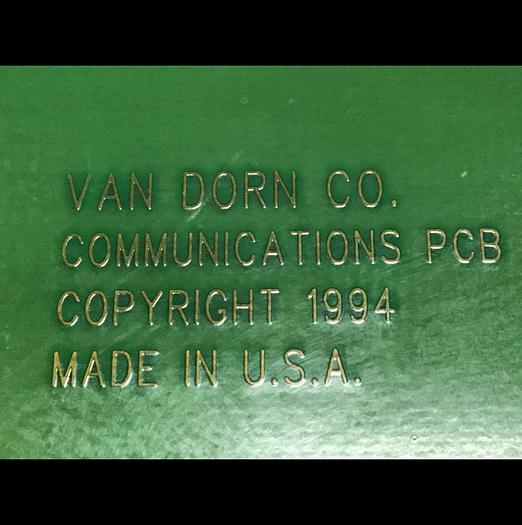 VAN DORN CO.
COMMUNICATIONS PCB
COPYRIGHT 1994
MADE IN U.S.A.